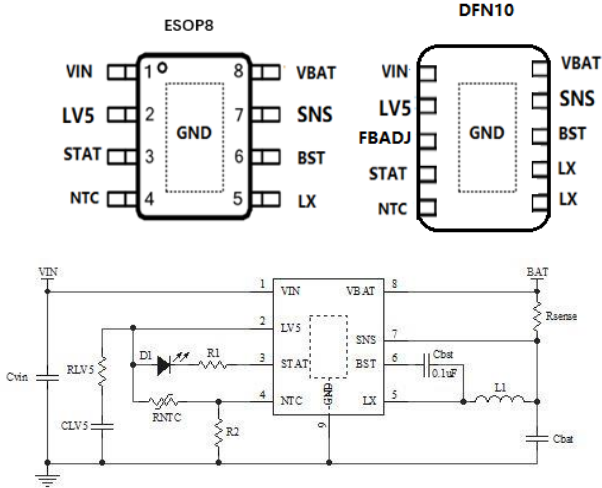 ESOP8
VIN 1 8 VBAT
LV5 2 7 SNS
GND
STAT 3 6 BST
NTC 4 5 LX
DFN10
VIN VBAT
LV5 SNS
FBADJ GND BST
STAT LX
NTC LX
VIN BAT
1 VIN VBAT 8
Rsense
2 LV5
SNS 7
D1 R1 3 STAT BST 6 Cbst
0.1uF
Cvin RLV5
4 NTC LX 5 L1
RNTC GND
CLV5 R2 9 Cbat